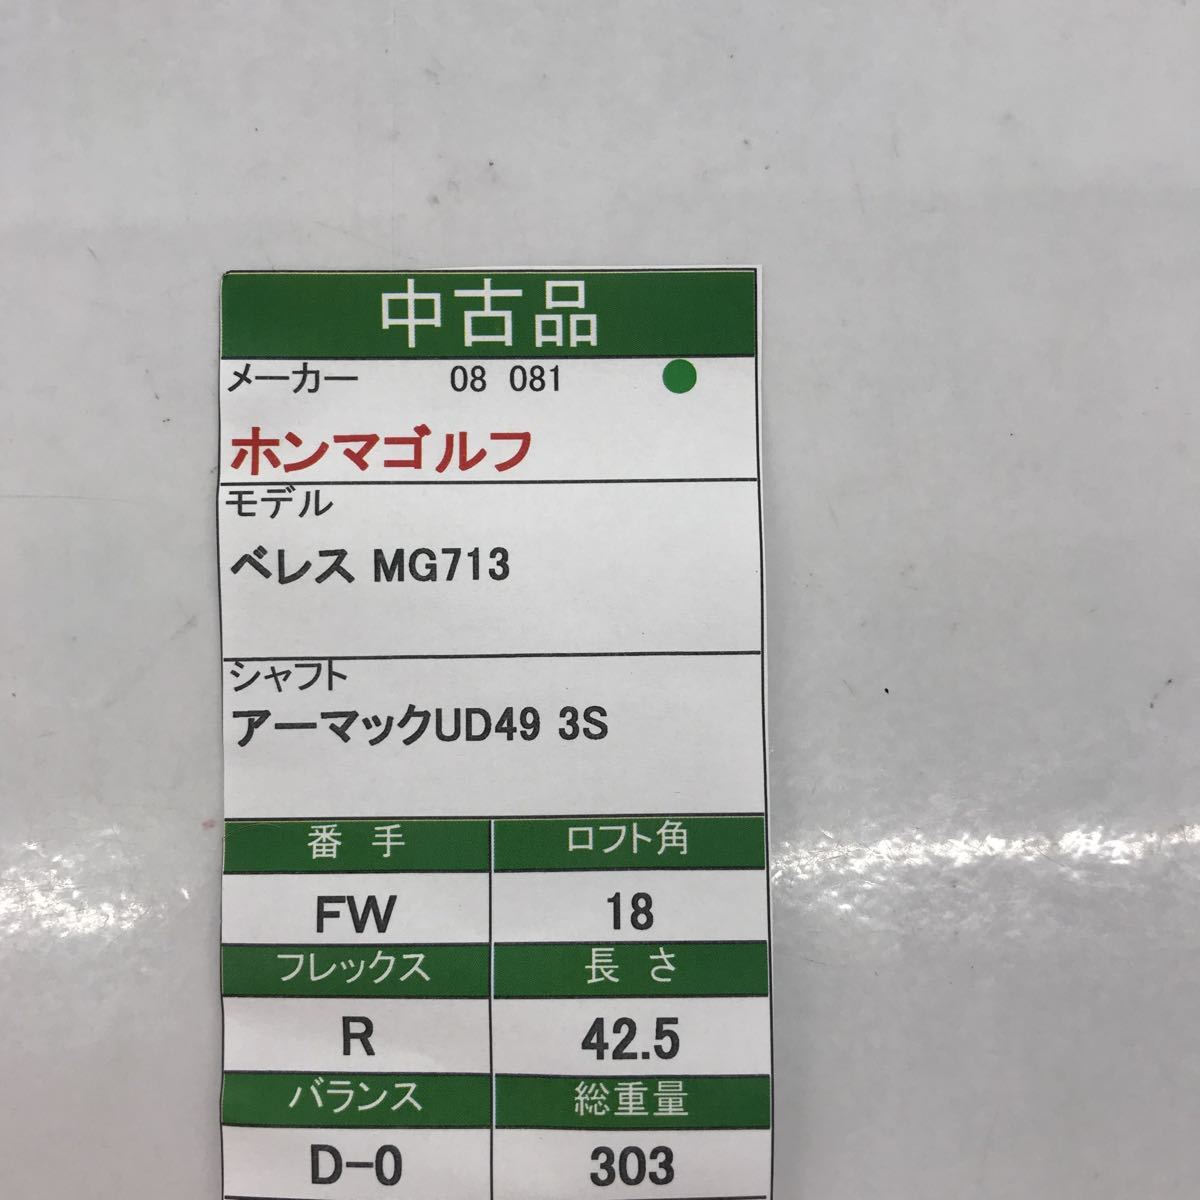 中古品
メーカー 08 081
ホンマゴルフ
モデル
ベレス MG713
シャフト
アーマックUD49 3S
番手 ロフト角
FW 18
フレックス 長さ
R 42.5
バランス 総重量
D-0 303